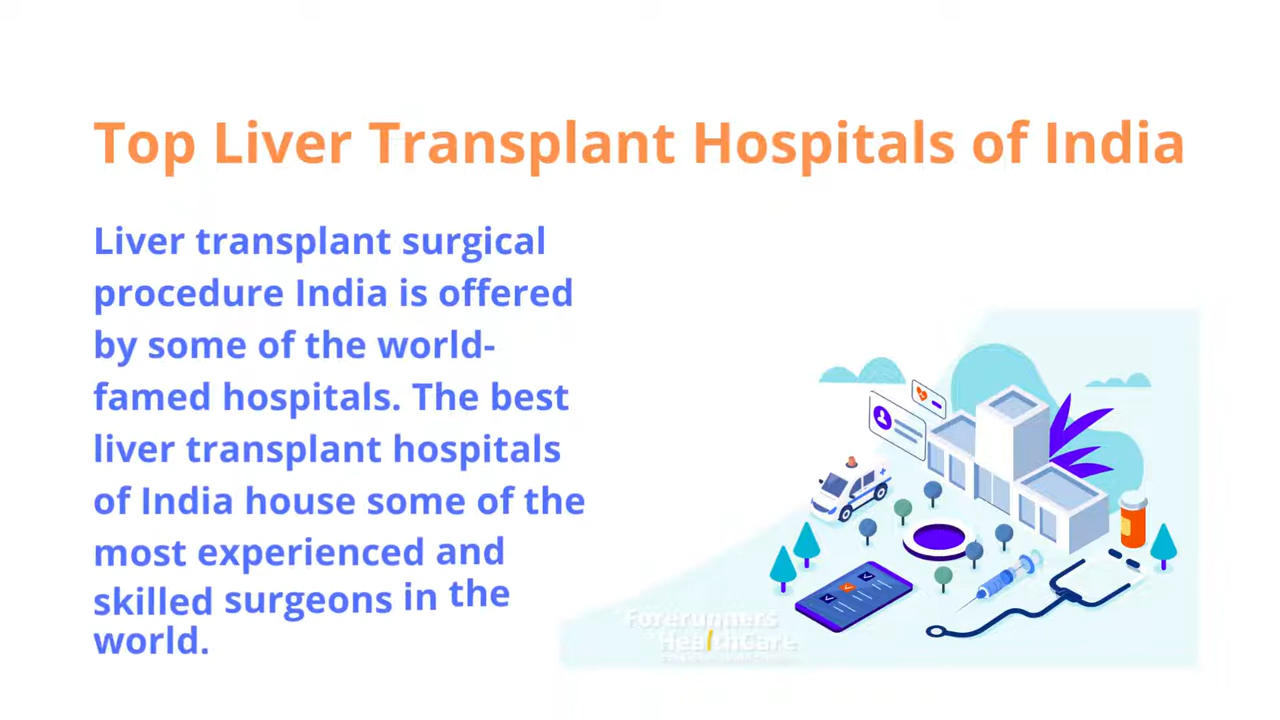 Top Liver Transplant Hospitals of India
Liver transplant surgical
procedure India is offered
by some of the world-
famed hospitals. The best
liver transplant hospitals
of India house some of the
most experienced and
skilled surgeons in the
world.
Forerunners
HealthCare